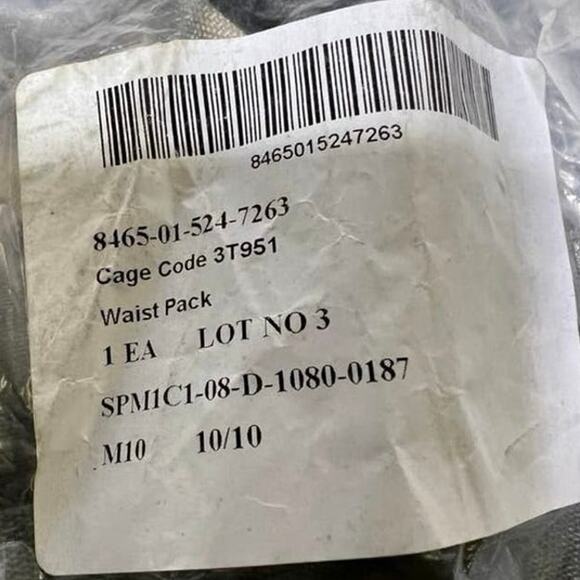 8465015247263
8465-01-524-7263
Cage Code 3T951
Waist Pack
1 EA LOT NO 3
SPM1C1-08-D-1080-0187
M10 10/10